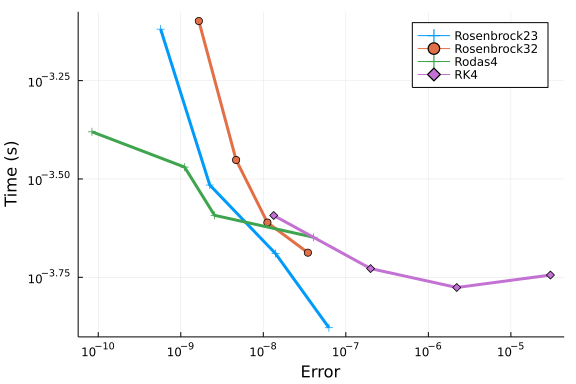 Rosenbrock23
Rosenbrock32
Rodas4
RK4
Time (s)
10⁻³·²⁵
10⁻³·⁵⁰
10⁻³·⁷⁵
10⁻¹⁰ 10⁻⁹ 10⁻⁸ 10⁻⁷ 10⁻⁶ 10⁻⁵
Error